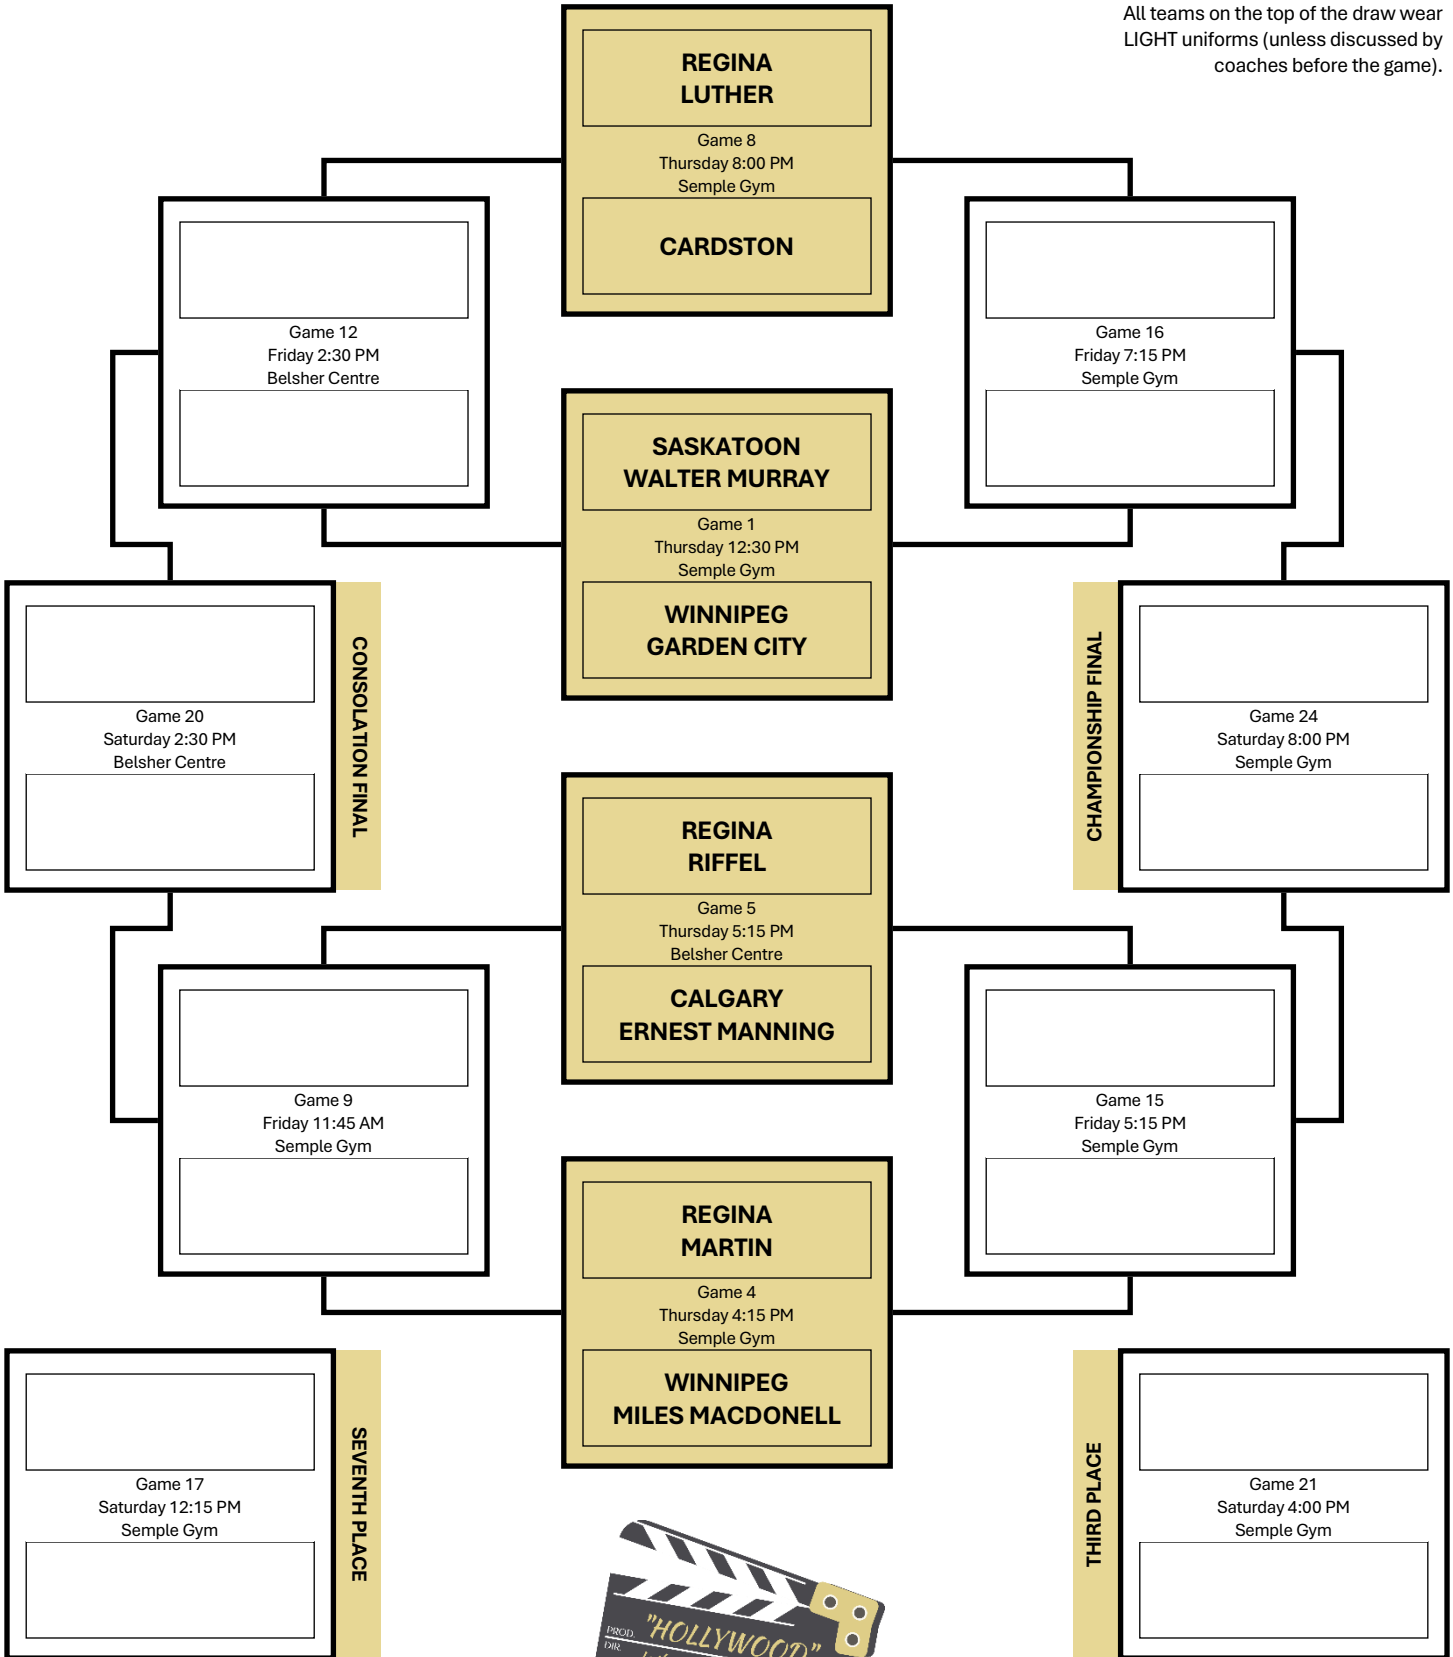 All teams on the top of the draw wear
LIGHT uniforms (unless discussed by
coaches before the game).
REGINA
LUTHER
Game 8
Thursday 8:00 PM
Semple Gym
CARDSTON
Game 12
Friday 2:30 PM
Belsher Centre
Game 16
Friday 7:15 PM
Semple Gym
SASKATOON
WALTER MURRAY
Game 1
Thursday 12:30 PM
Semple Gym
WINNIPEG
GARDEN CITY
Game 20
Saturday 2:30 PM
Belsher Centre
CONSOLATION FINAL
CHAMPIONSHIP FINAL
Game 24
Saturday 8:00 PM
Semple Gym
REGINA
RIFFEL
Game 5
Thursday 5:15 PM
Belsher Centre
CALGARY
ERNEST MANNING
Game 9
Friday 11:45 AM
Semple Gym
Game 15
Friday 5:15 PM
Semple Gym
REGINA
MARTIN
Game 4
Thursday 4:15 PM
Semple Gym
WINNIPEG
MILES MACDONELL
Game 17
Saturday 12:15 PM
Semple Gym
SEVENTH PLACE
THIRD PLACE
Game 21
Saturday 4:00 PM
Semple Gym
PROD. "HOLLYWOOD"
DIR.